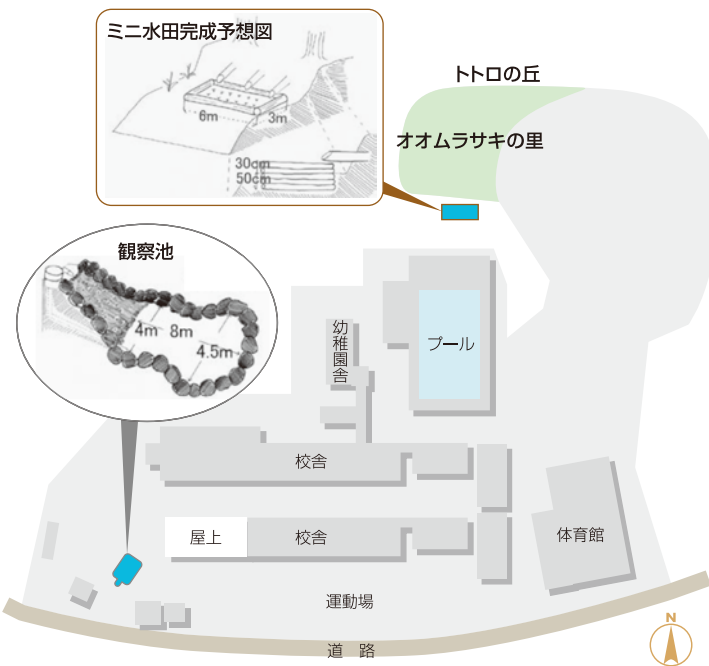 ミニ水田完成予想図
6m
3m
30cm
50cm
トトロの丘
オオムラサキの里
観察池
4m
8m
4.5m
幼稚園舎
プール
校舎
屋上
校舎
体育館
運動場
道 路
N